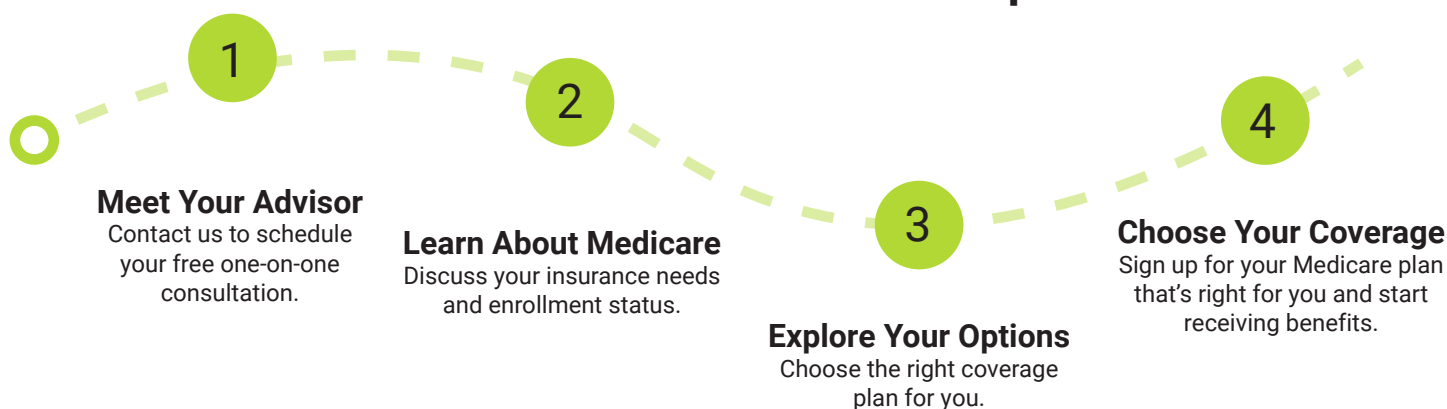 1
Meet Your Advisor
Contact us to schedule
your free one-on-one
consultation.
2
Learn About Medicare
Discuss your insurance needs
and enrollment status.
3
Explore Your Options
Choose the right coverage
plan for you.
4
Choose Your Coverage
Sign up for your Medicare plan
that’s right for you and start
receiving benefits.